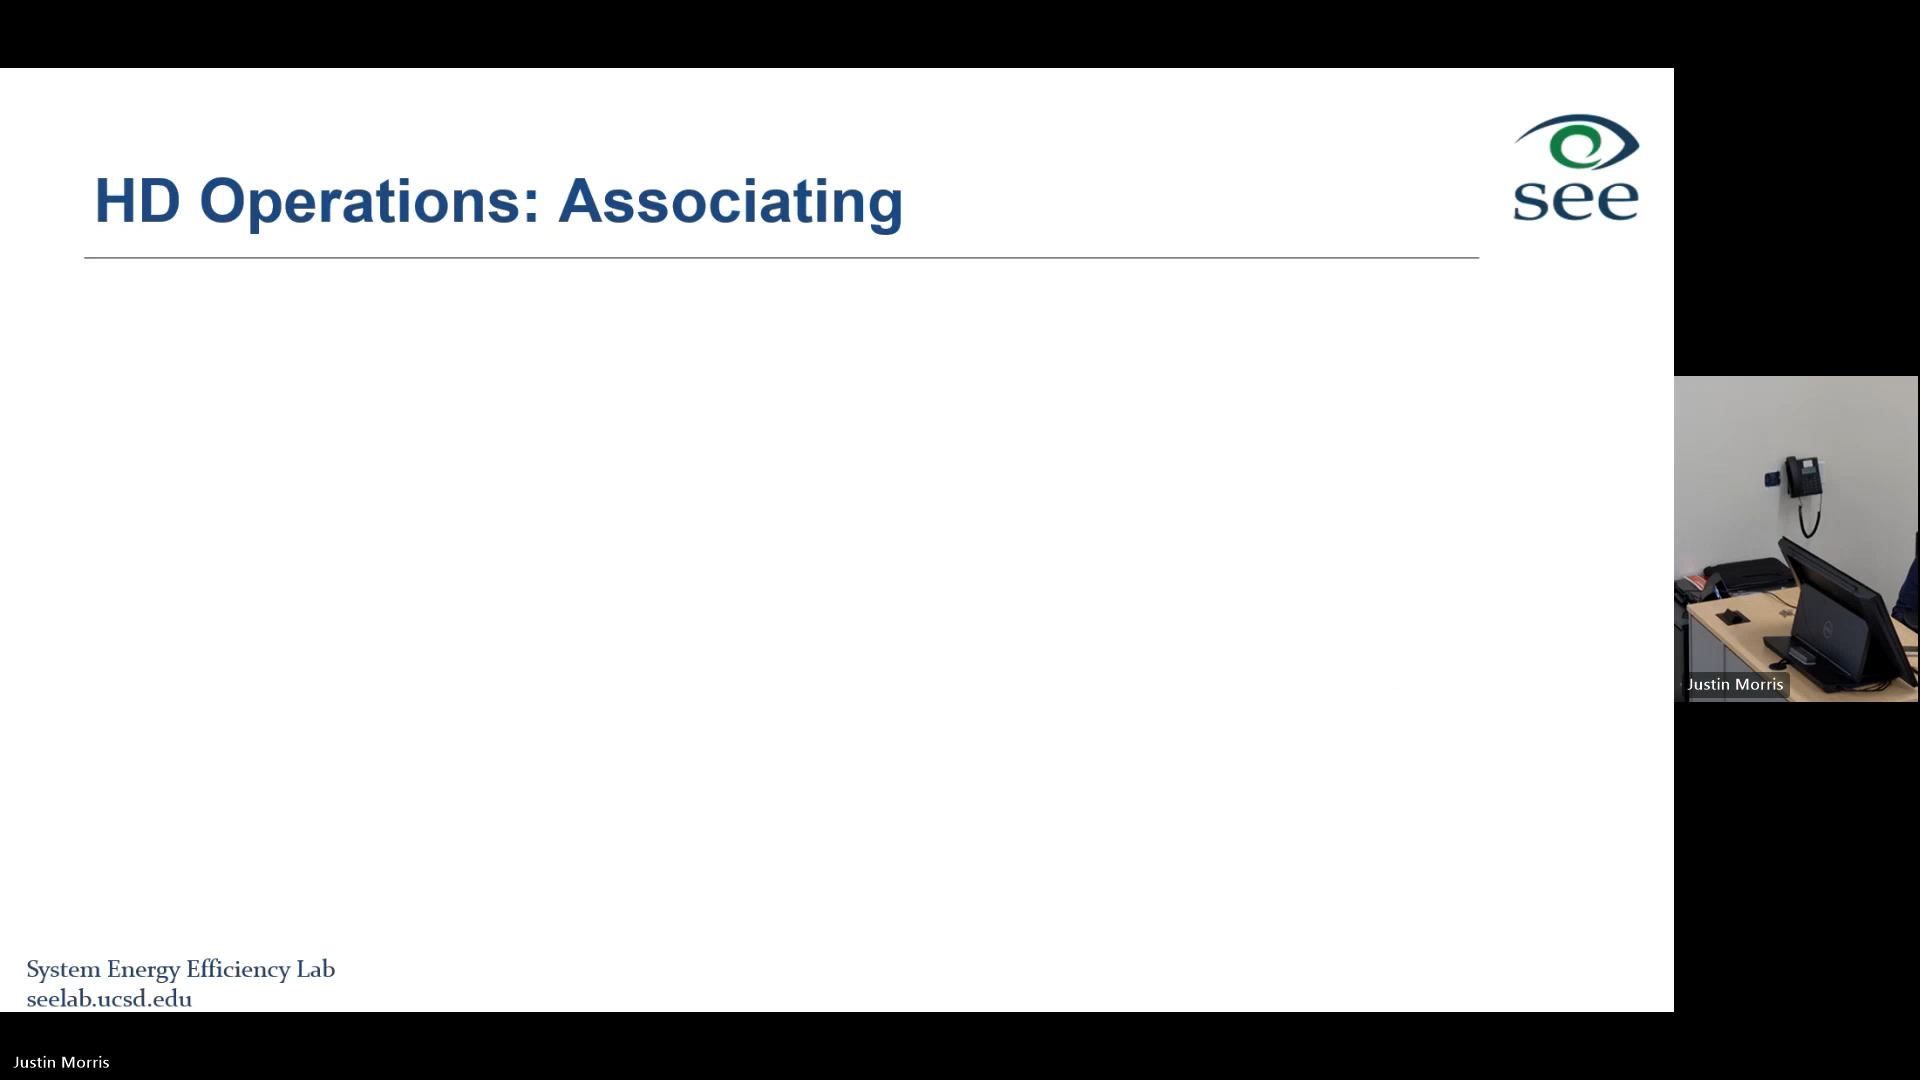 HD Operations: Associating
see
System Energy Efficiency Lab
seelab.ucsd.edu
Justin Morris
Justin Morris